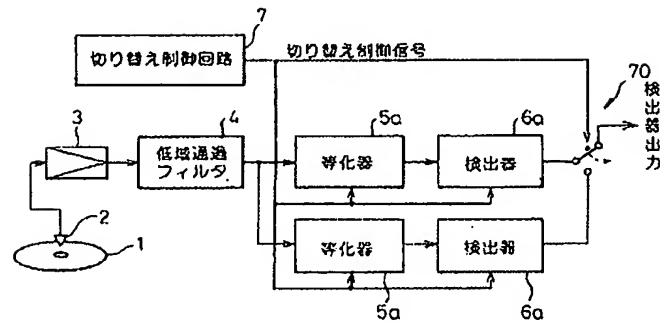 7
切り替え制御回路
切り替え制御信号
70
検出器出力
3
4
低域通過
フィルタ
5a
等化器
6a
検出器
2
1
等化器
検出器
5a
6a